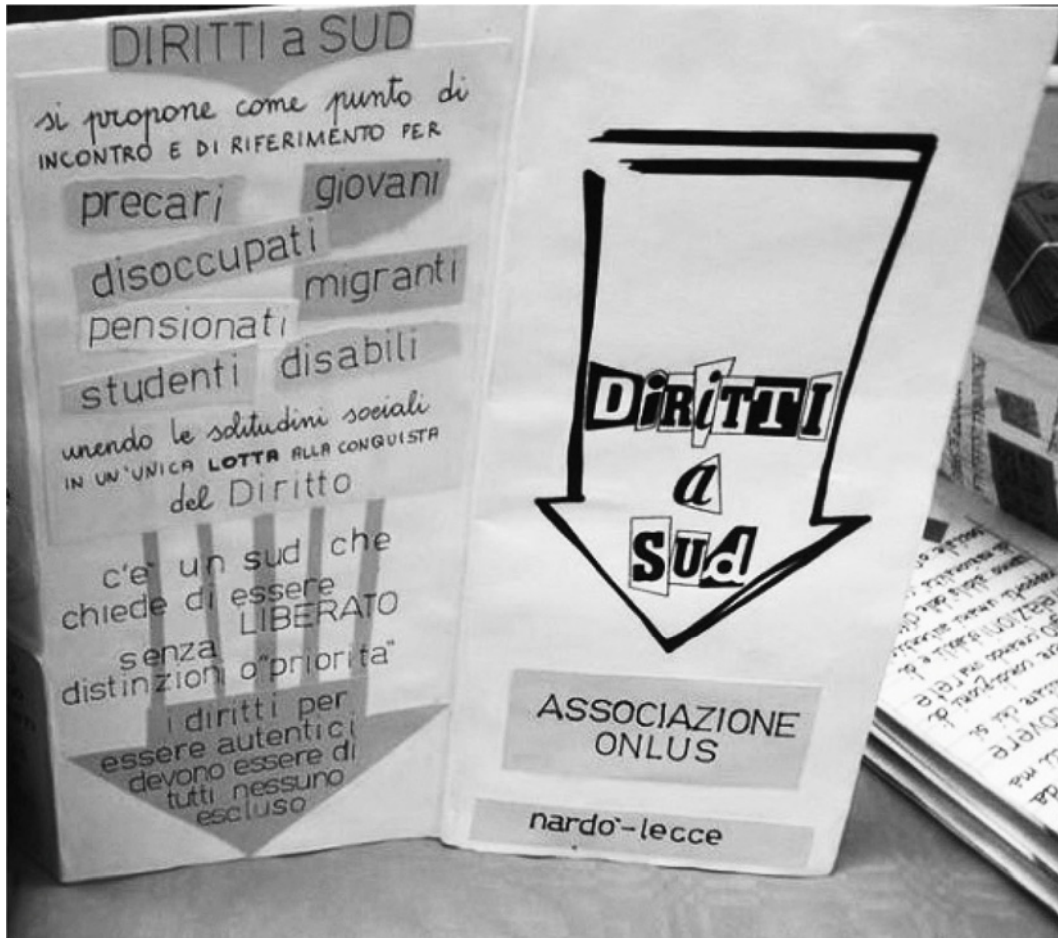 DIRITTI a SUD
si propone come punto di
INCONTRO E DI RIFERIMENTO PER
precari giovani
disoccupati
migranti
pensionati
studenti disabili
unendo le solitudini sociali
IN UN'UNICA LOTTA ALLA CONQUISTA
del Diritto
c'e' un sud che
chiede di essere
LIBERATO
senza
distinzioni o "priorita"
i diritti per
essere autentici
devono essere di
tutti nessuno
escluso
DiRiTTI
a
SUd
ASSOCIAZIONE
ONLUS
nardo'-lecce